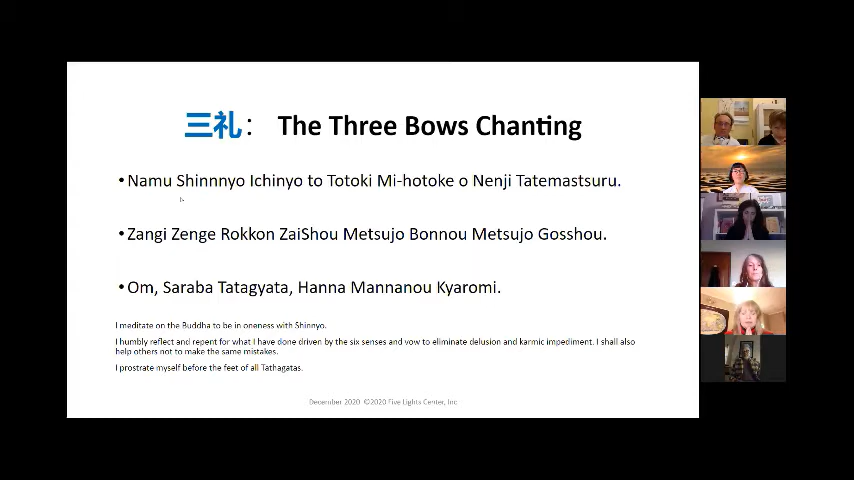 三礼： The Three Bows Chanting
•Namu Shinnnyo Ichinyo to Totoki Mi-hotoke o Nenji Tatemastsuru.
•Zangi Zenge Rokkon ZaiShou Metsujo Bonnou Metsujo Gosshou.
•Om, Saraba Tatagyata, Hanna Mannanou Kyaromi.
I meditate on the Buddha to be in oneness with Shinnyo.
I humbly reflect and repent for what I have done driven by the six senses and vow to eliminate delusion and karmic impediment. I shall also
help others not to make the same mistakes.
I prostrate myself before the feet of all Tathagatas.
December 2020. ©2020 Five Lights Center, Inc.